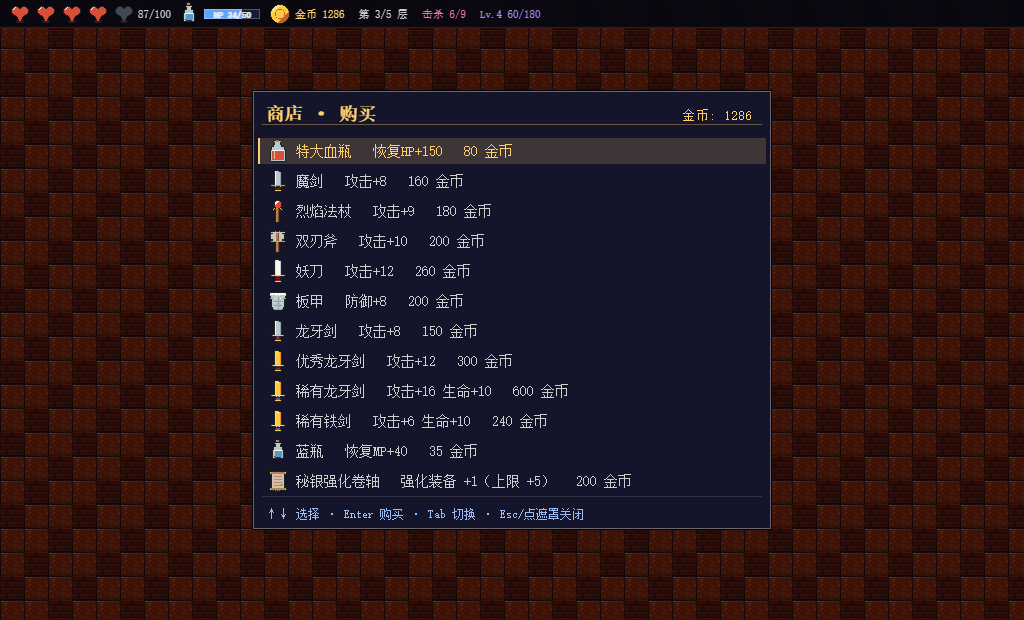 87/100 MP 24/50 金币 1286 第 3/5 层 击杀 6/9 Lv.4 60/180
商店 · 购买 金币: 1286
特大血瓶 恢复HP+150 80 金币
魔剑 攻击+8 160 金币
烈焰法杖 攻击+9 180 金币
双刃斧 攻击+10 200 金币
妖刀 攻击+12 260 金币
板甲 防御+8 200 金币
龙牙剑 攻击+8 150 金币
优秀龙牙剑 攻击+12 300 金币
稀有龙牙剑 攻击+16 生命+10 600 金币
稀有铁剑 攻击+6 生命+10 240 金币
蓝瓶 恢复MP+40 35 金币
秘银强化卷轴 强化装备 +1（上限 +5） 200 金币
↑↓ 选择 · Enter 购买 · Tab 切换 · Esc/点遮罩关闭